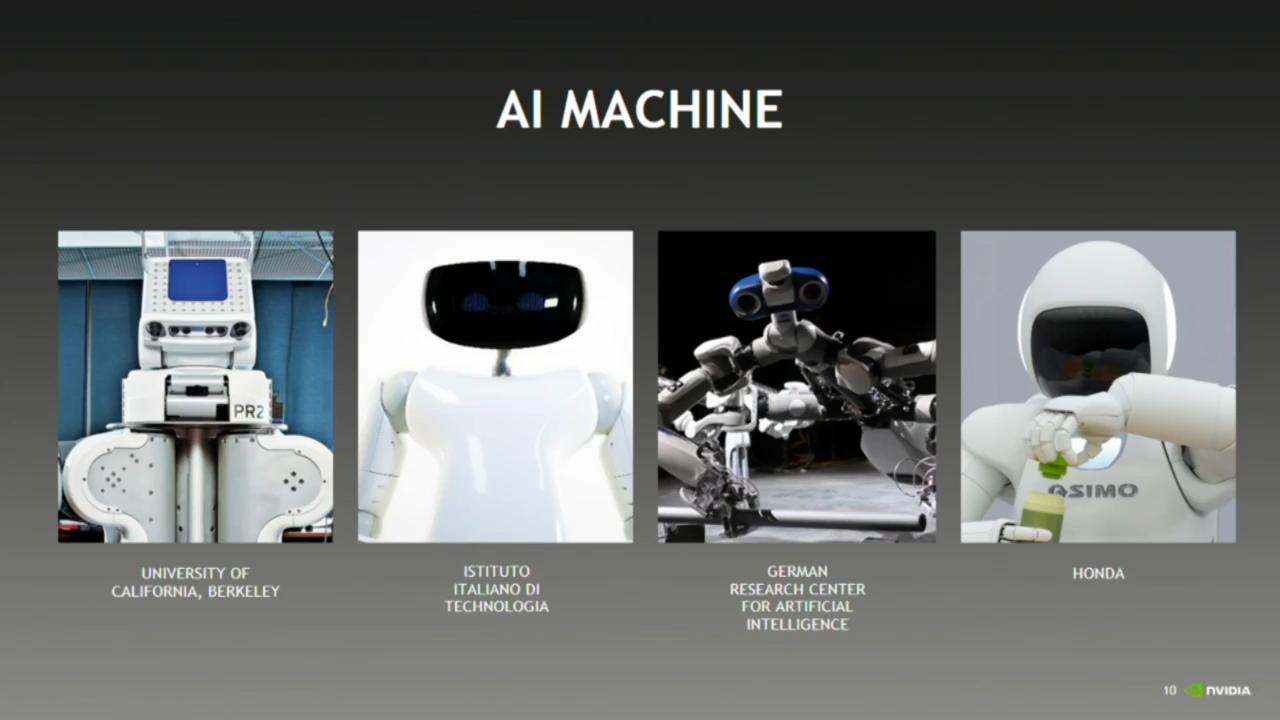 AI MACHINE
PR2
ASIMO
UNIVERSITY OF
CALIFORNIA, BERKELEY
ISTITUTO
ITALIANO DI
TECHNOLOGIA
GERMAN
RESEARCH CENTER
FOR ARTIFICIAL
INTELLIGENCE
HONDA
10 NVIDIA